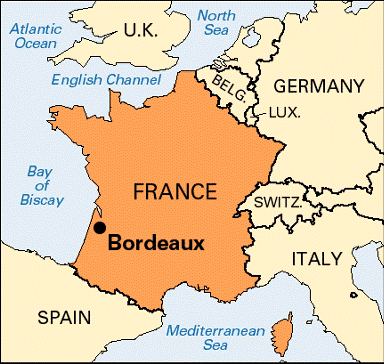 Atlantic
Ocean
U.K.
North
Sea
English Channel
BELG.
GERMANY
LUX.
Bay
of
Biscay
FRANCE
SWITZ.
Bordeaux
ITALY
SPAIN
Mediterranean
Sea